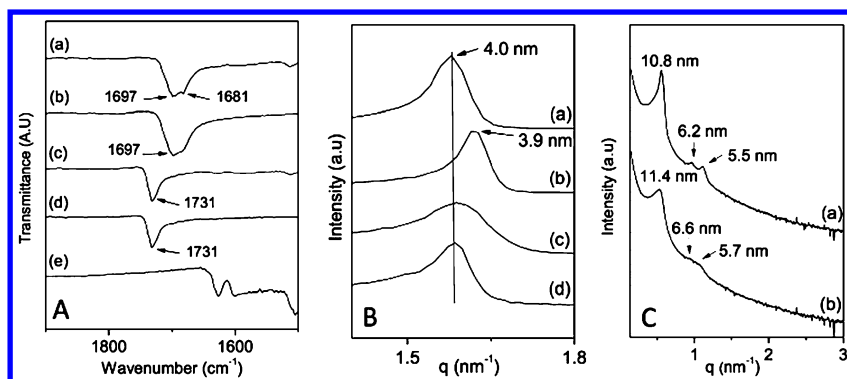 (a)
1697
1681
(b)
1697
(c)
1731
(d)
1731
(e)
A
Transmittance (A.U)
1800
1600
Wavenumber (cm⁻¹)
4.0 nm
(a)
3.9 nm
(b)
(c)
(d)
B
Intensity (a.u)
1.5
1.8
q (nm⁻¹)
10.8 nm
6.2 nm
5.5 nm
(a)
11.4 nm
6.6 nm
5.7 nm
(b)
C
Intensity (a.u)
1
2
3
q (nm⁻¹)